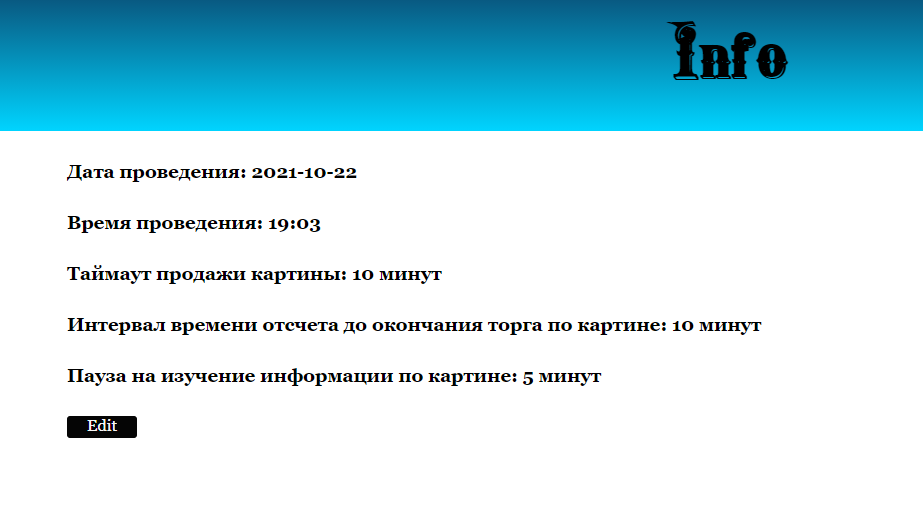 Info
Дата проведения: 2021-10-22
Время проведения: 19:03
Таймаут продажи картины: 10 минут
Интервал времени отсчета до окончания торга по картине: 10 минут
Пауза на изучение информации по картине: 5 минут
Edit